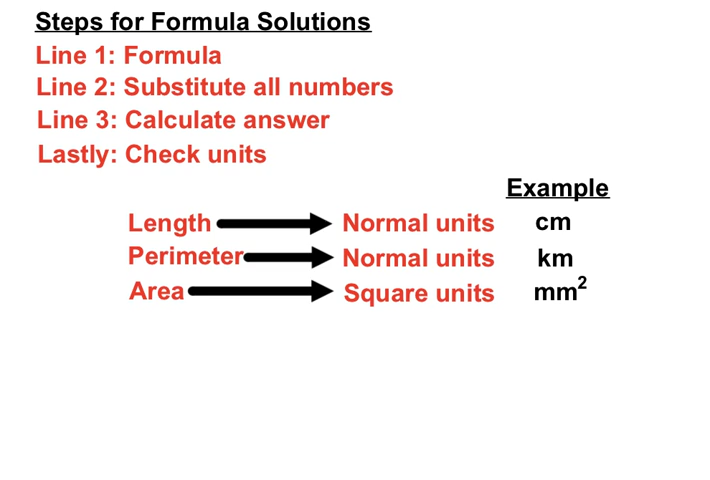 Steps for Formula Solutions
Line 1: Formula
Line 2: Substitute all numbers
Line 3: Calculate answer
Lastly: Check units
Example
Length Normal units cm
Perimeter Normal units km
Area Square units mm²